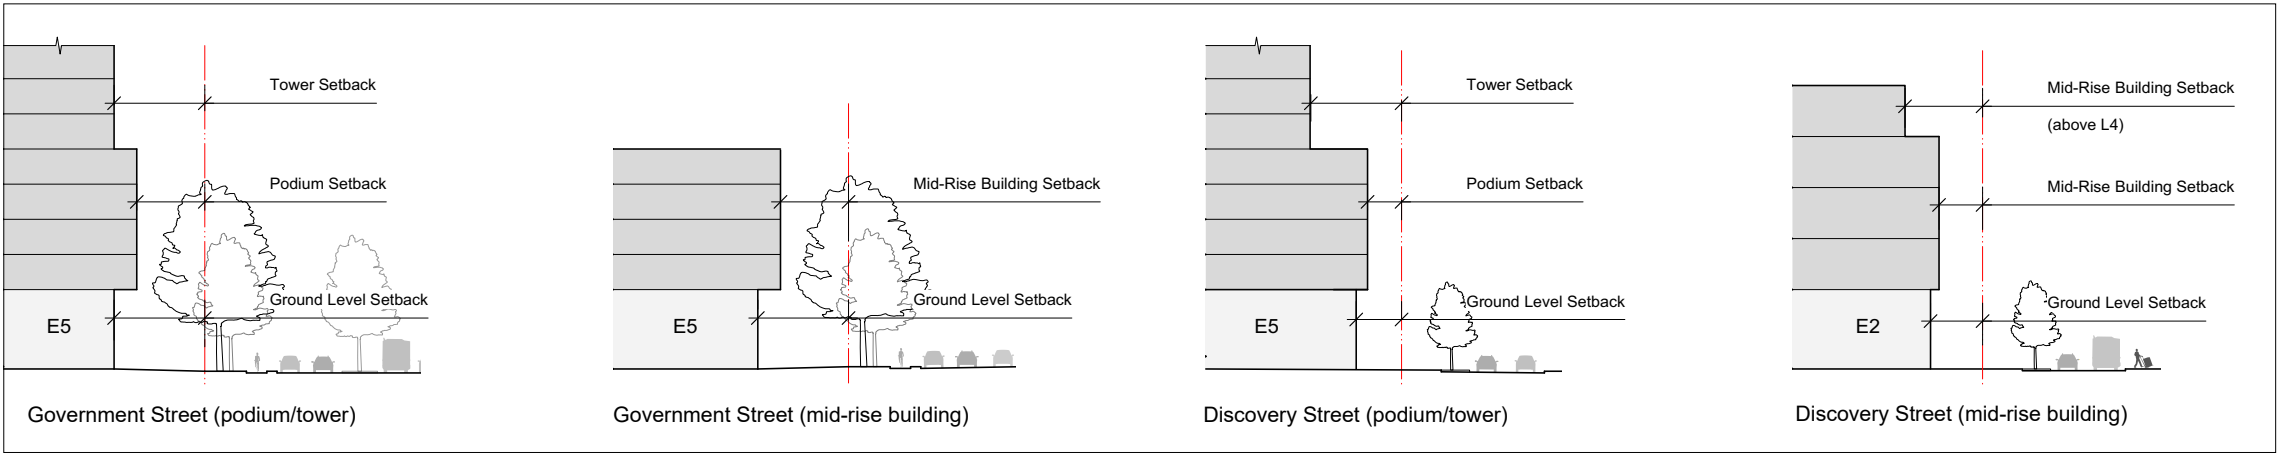 Tower Setback
Podium Setback
Ground Level Setback
E5
Government Street (podium/tower)
Mid-Rise Building Setback
Ground Level Setback
E5
Government Street (mid-rise building)
Tower Setback
Podium Setback
Ground Level Setback
E5
Discovery Street (podium/tower)
Mid-Rise Building Setback
(above L4)
Mid-Rise Building Setback
Ground Level Setback
E2
Discovery Street (mid-rise building)